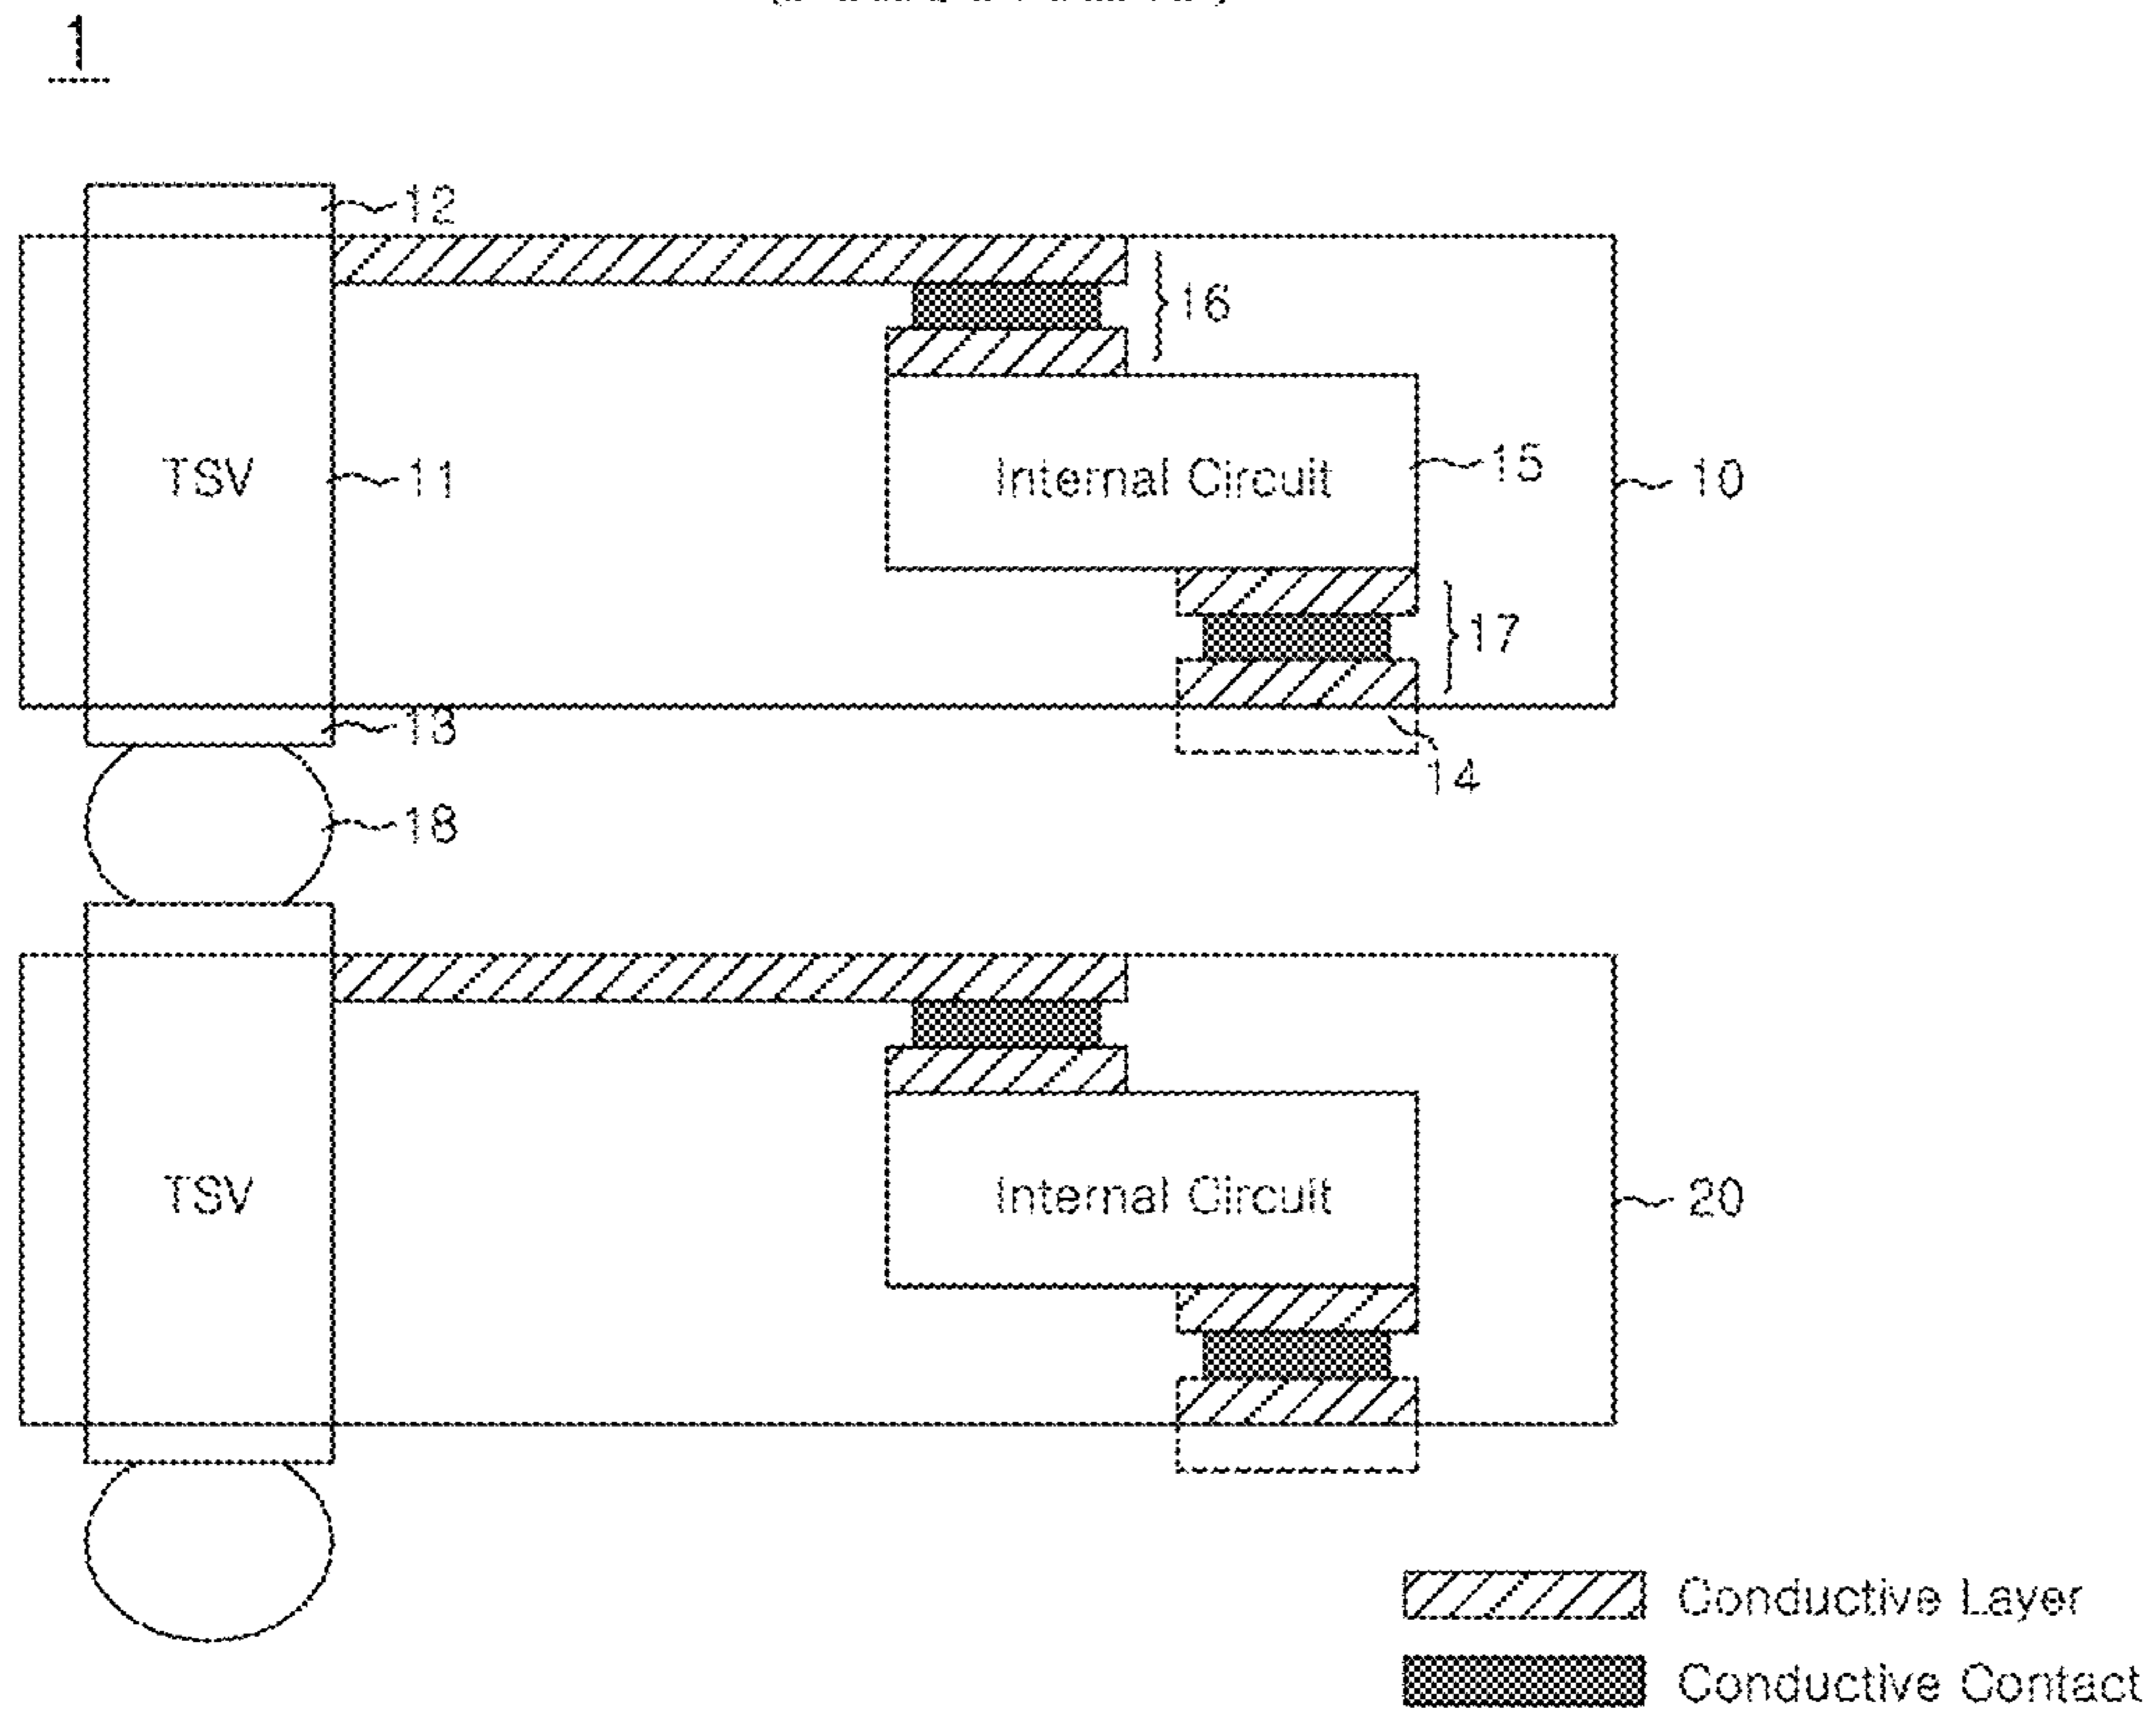 1
12
16
TSV
11
Internal Circuit
15
10
17
13
14
18
TSV
Internal Circuit
20
Conductive Layer
Conductive Contact